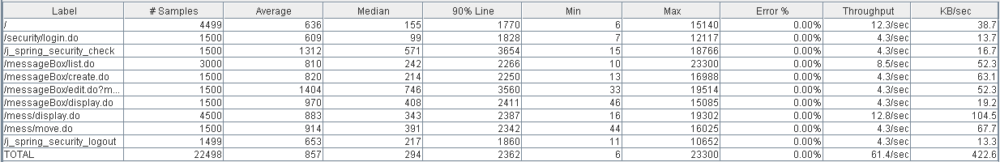 Label # Samples Average Median 90% Line Min Max Error % Throughput KB/sec
/ 4499 636 155 1770 6 15140 0.00% 12.3/sec 38.7
/security/login.do 1500 609 99 1828 7 12117 0.00% 4.3/sec 13.7
/j_spring_security_check 1500 1312 571 3654 15 18766 0.00% 4.3/sec 16.7
/messageBox/list.do 3000 810 242 2266 10 23300 0.00% 8.5/sec 52.3
/messageBox/create.do 1500 820 214 2250 13 16988 0.00% 4.3/sec 63.1
/messageBox/edit.do?m... 1500 1404 746 3560 33 19514 0.00% 4.3/sec 52.3
/messageBox/display.do 1500 970 408 2411 46 15085 0.00% 4.3/sec 19.2
/mess/display.do 4500 883 343 2387 16 19302 0.00% 12.8/sec 104.5
/mess/move.do 1500 914 391 2342 44 16025 0.00% 4.3/sec 67.7
/j_spring_security_logout 1499 653 217 1860 11 10652 0.00% 4.3/sec 13.3
TOTAL 22498 857 294 2362 6 23300 0.00% 61.4/sec 422.6